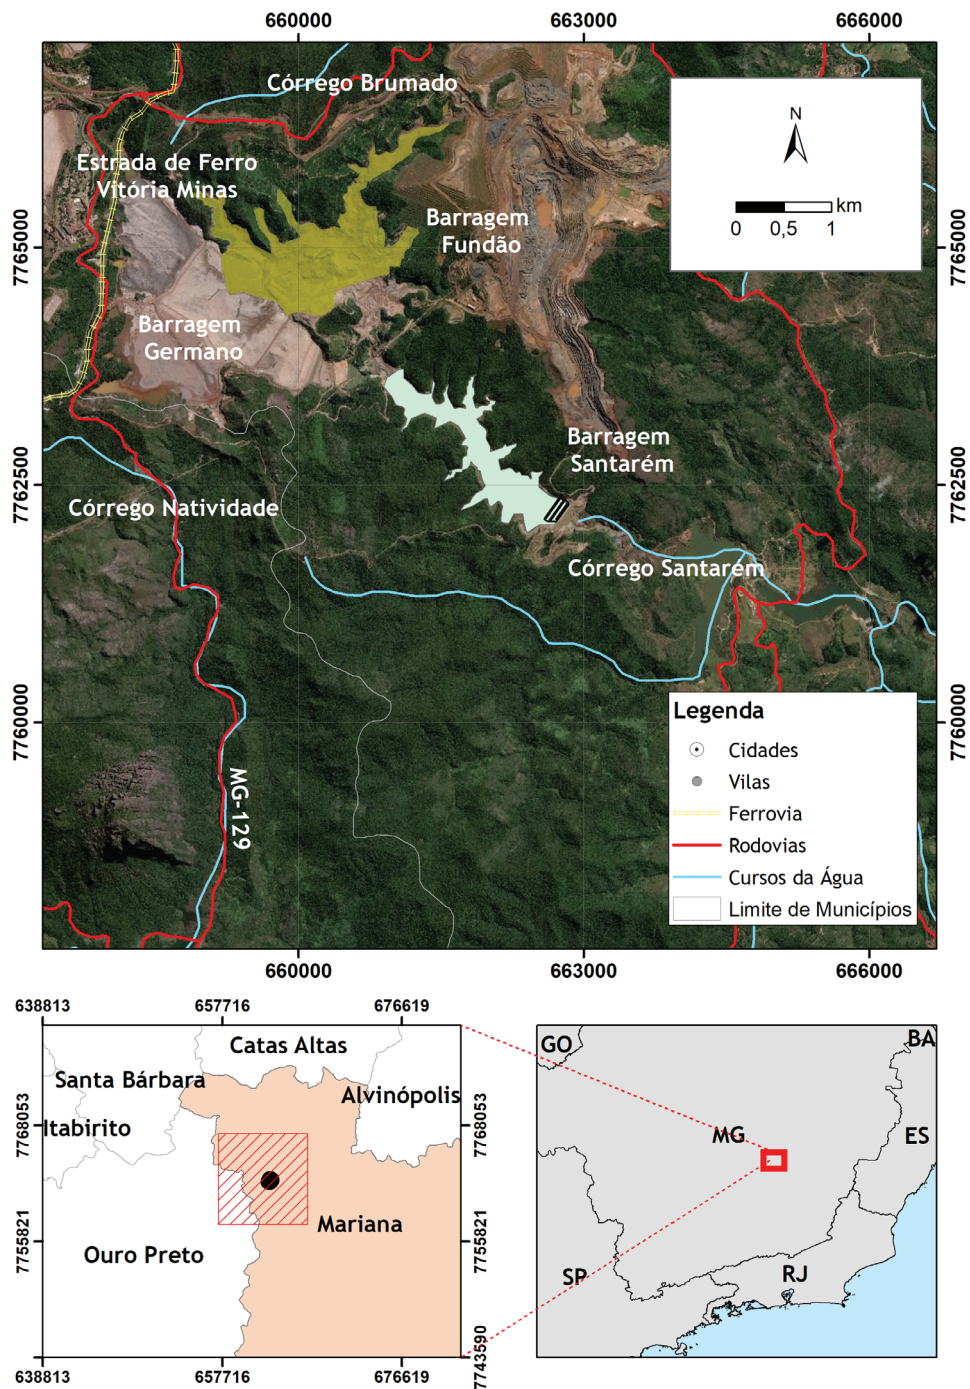 660000
663000
666000
Córrego Brumado
N
Estrada de Ferro
Vitória Minas
km
0
0,5
1
Barragem
Fundão
7765000
7765000
Barragem
Germano
Barragem
Santarém
7762500
7762500
Córrego Natividade
Córrego Santarém
7760000
7760000
MG-129
Legenda
Cidades
Vilas
Ferrovia
Rodovias
Cursos da Água
Limite de Municípios
660000
663000
666000
638813
657716
676619
Catas Altas
Santa Bárbara
Alvinópolis
Itabirito
7768053
7768053
Mariana
Ouro Preto
7755821
7755821
7743590
638813
657716
676619
GO
BA
MG
ES
SP
RJ